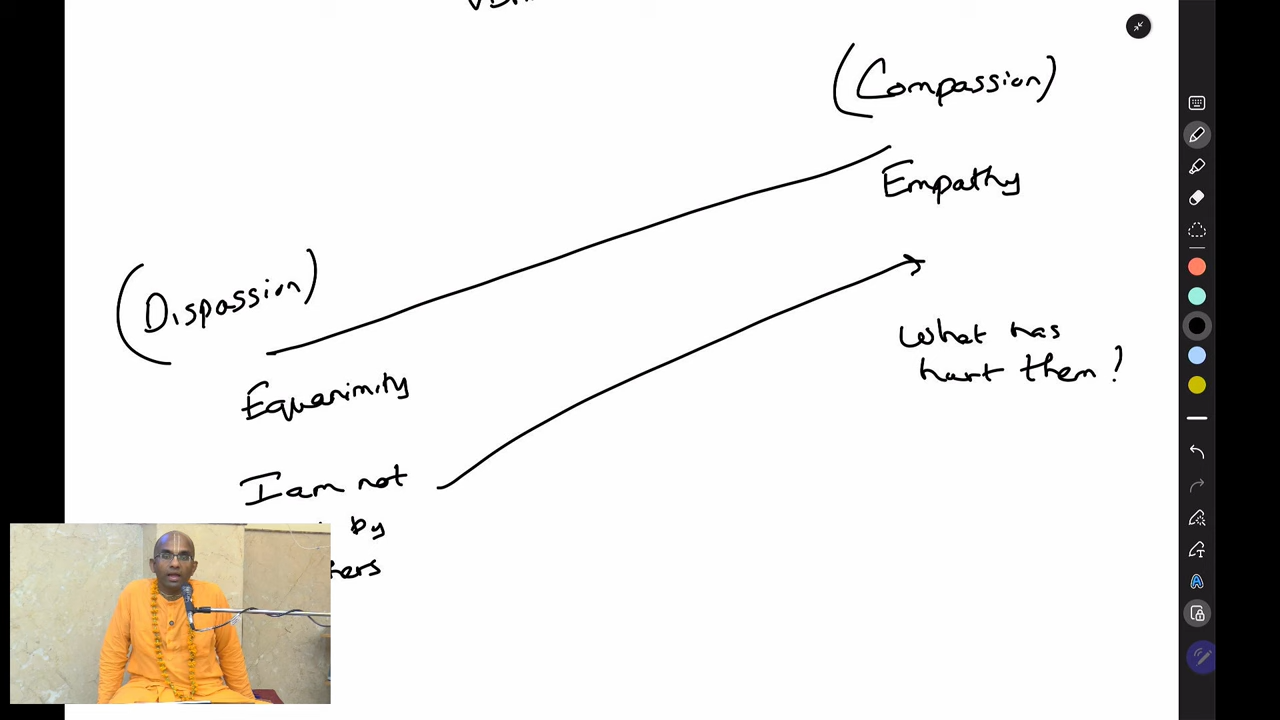 (Compassion)
Empathy
(Dispassion)
Equanimity
What has
hurt them?
I am not
by